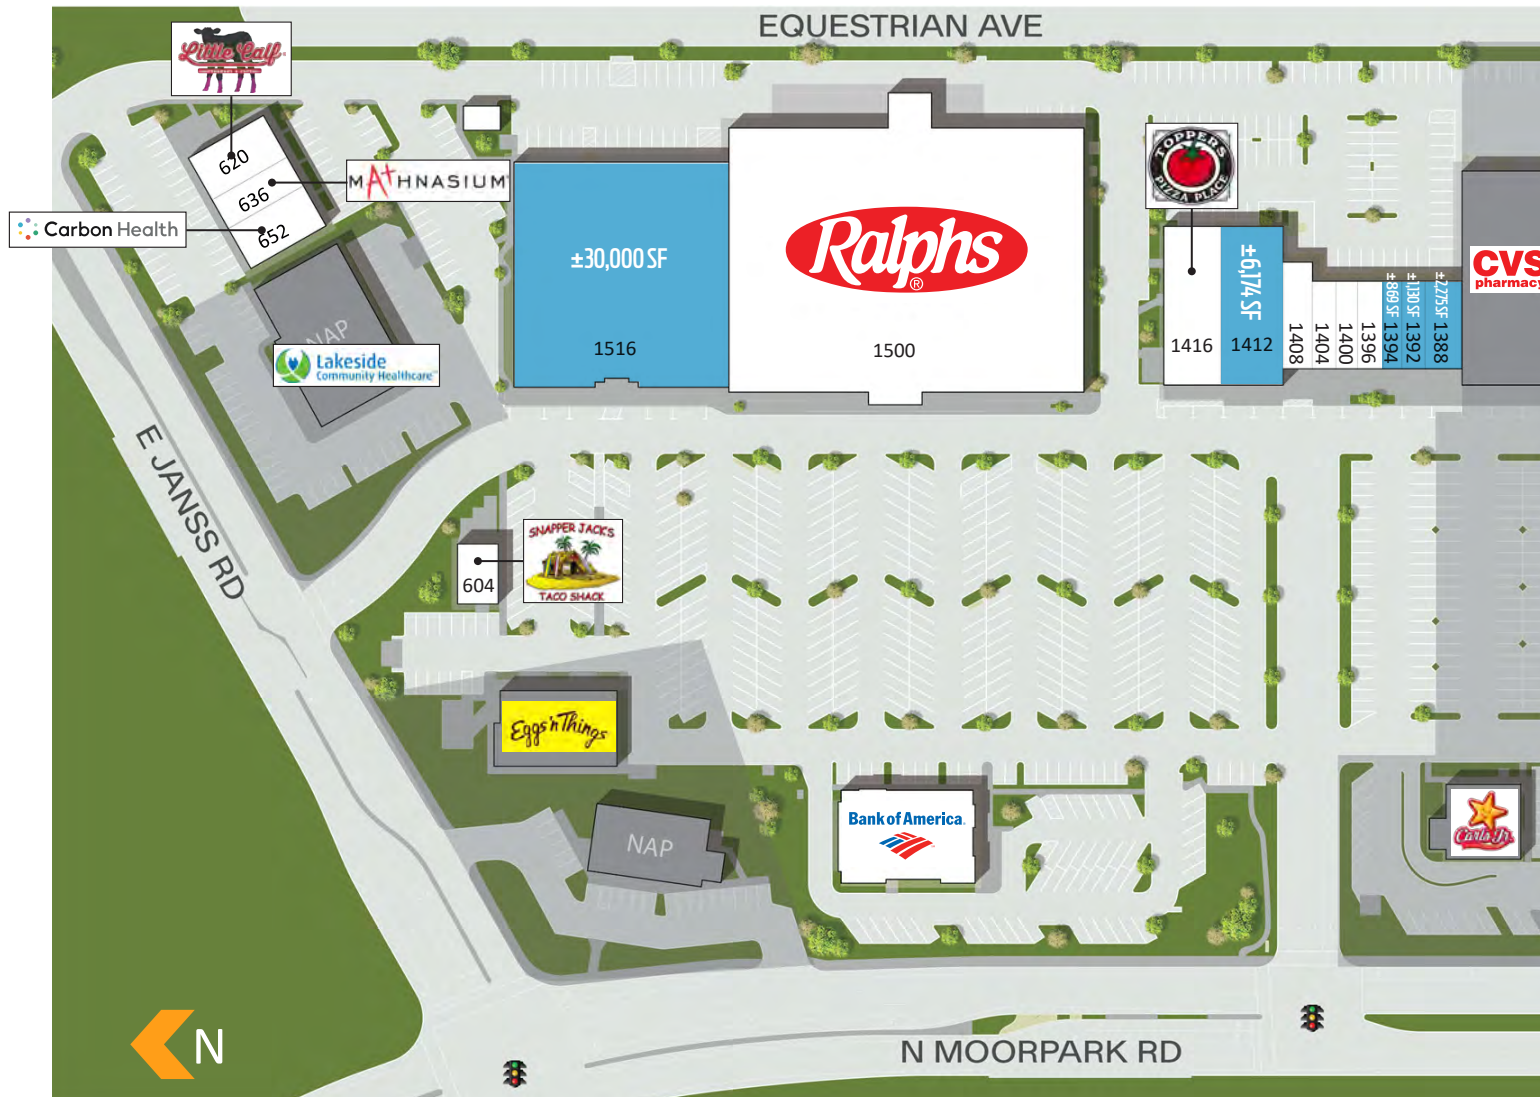 EQUESTRIAN AVE
Little Calf
620
636
652
MATHNASIUM
Carbon Health
NAP
Lakeside
Community Healthcare
±30,000 SF
1516
Ralphs
®
1500
TOPPERS
PIZZA PLACE
1416
±6,174 SF
1412
1408
1404
1400
1396
±869 SF 1394
±1,130 SF 1392
±2,275 SF 1388
CVS
pharmacy
E JANSS RD
604
SNAPPER JACK'S
TACO SHACK
Eggs 'n Things
NAP
Bank of America
Carl's Jr
N
N MOORPARK RD